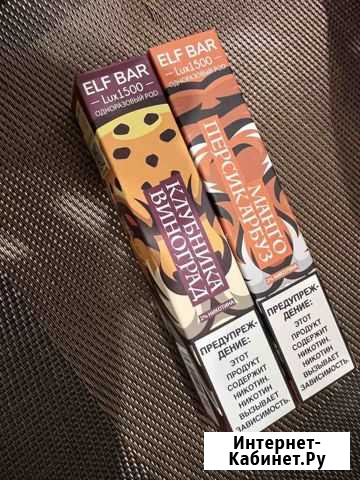 ELF BAR
Lux1500
ОДНОРАЗОВЫЙ POD
КЛУБНИКА
ВИНОГРАД
2% НИКОТИНА
ПРЕДУПРЕЖ-
ДЕНИЕ:
ЭТОТ
ПРОДУКТ
СОДЕРЖИТ
НИКОТИН.
НИКОТИН
ВЫЗЫВАЕТ
ЗАВИСИМОСТЬ.
ELF BAR
Lux1500
ОДНОРАЗОВЫЙ POD
МАНГО
ПЕРСИК АРБУЗ
ПРЕДУПРЕЖ-
ДЕНИЕ:
ЭТОТ
ПРОДУКТ
СОДЕРЖИТ
НИКОТИН.
НИКОТИН
ВЫЗЫВАЕТ
ЗАВИСИМОСТЬ.
Интернет-
Кабинет.Ру